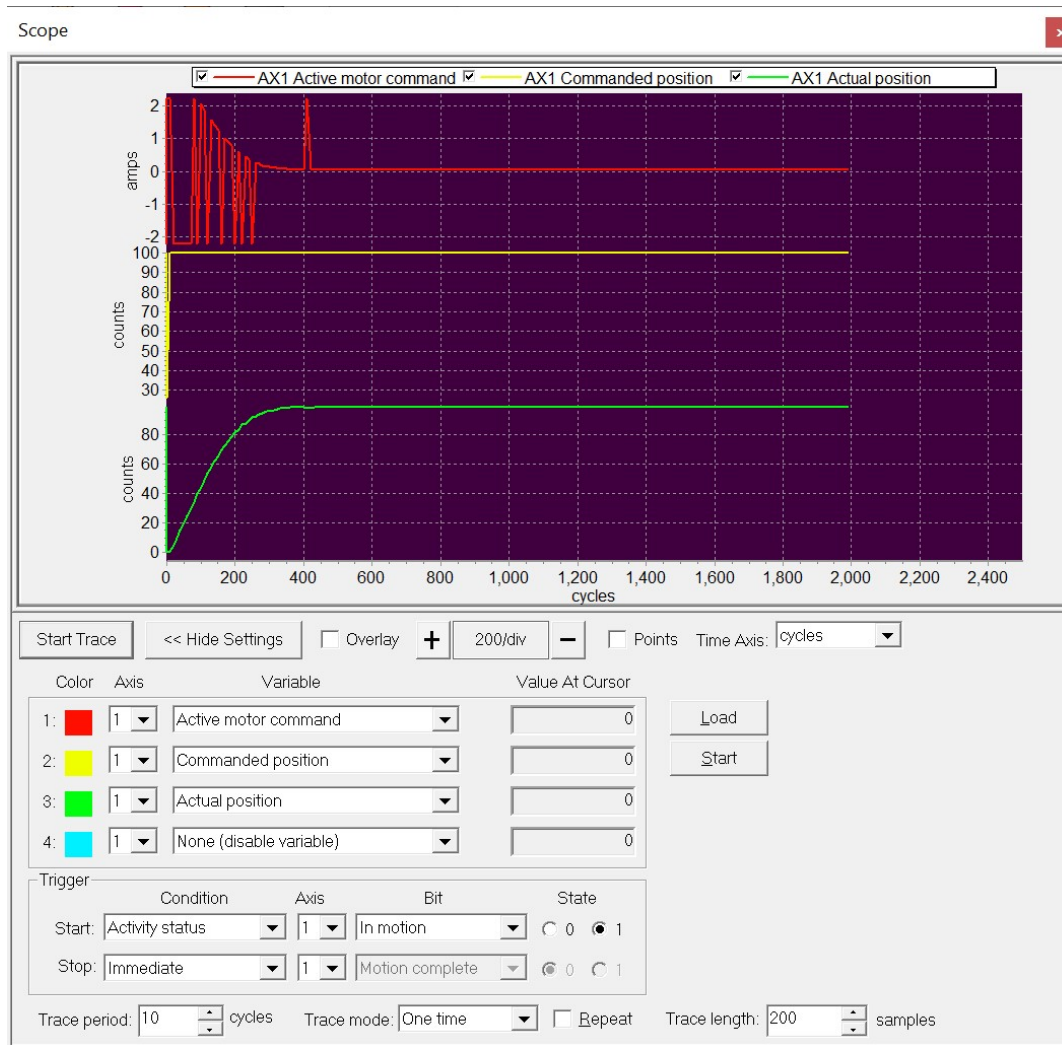 Scope
AX1 Active motor command AX1 Commanded position AX1 Actual position
2
1
0
-1
-2
amps
100
90
80
70
60
50
40
30
counts
80
60
40
20
0
counts
0 200 400 600 800 1,000 1,200 1,400 1,600 1,800 2,000 2,200 2,400
cycles
Start Trace << Hide Settings Overlay + 200/div − Points Time Axis: cycles
Color Axis Variable Value At Cursor
1: 1 Active motor command 0 Load
2: 1 Commanded position 0 Start
3: 1 Actual position 0
4: 1 None (disable variable) 0
Trigger
Condition Axis Bit State
Start: Activity status 1 In motion 0 1
Stop: Immediate 1 Motion complete 0 1
Trace period: 10 cycles Trace mode: One time Repeat Trace length: 200 samples